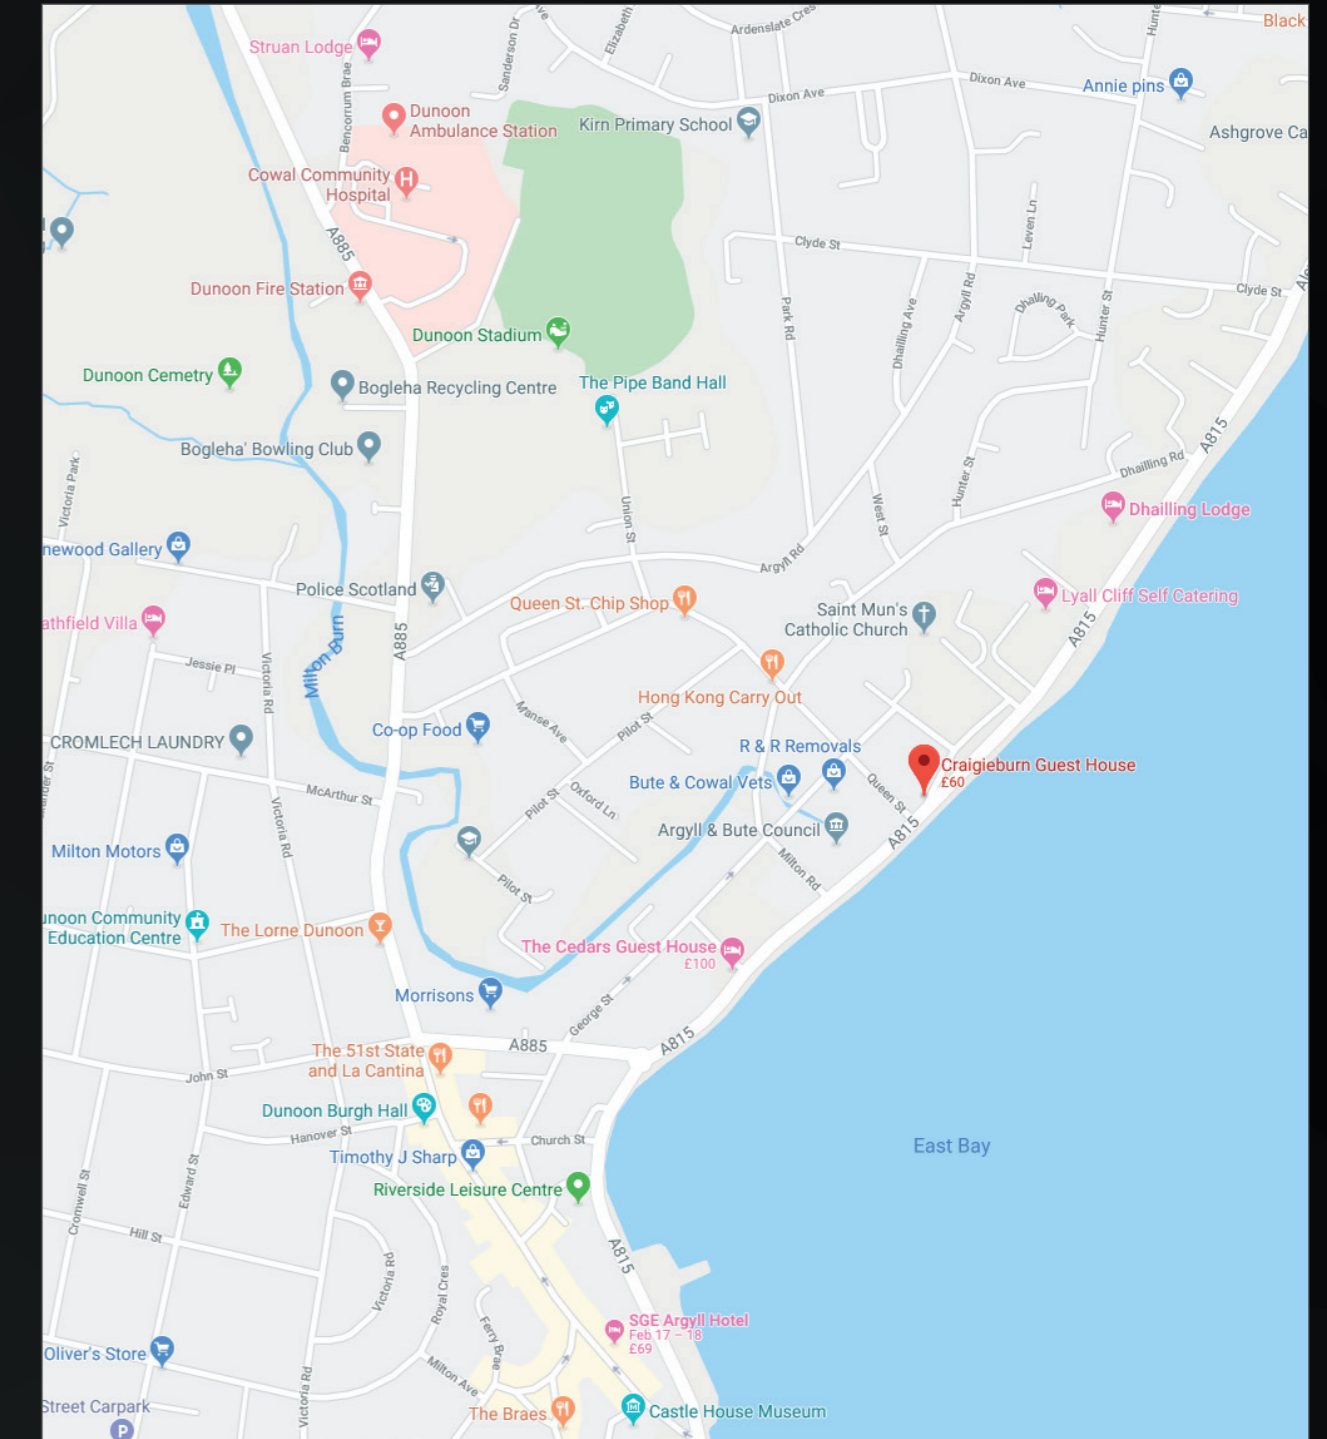 Black
Ardenslate Cres
Struan Lodge
Sanderson Dr
Ave
Elizabeth
Hunte
Bencorrum Brae
Dixon Ave
Dixon Ave
Annie pins
Dunoon
Ambulance Station
Kirn Primary School
Ashgrove Ca
Cowal Community
Hospital
H
Leven Ln
A885
Clyde St
Dunoon Fire Station
Clyde St
Park Rd
Dhailling Ave
Argyll Rd
Dhalling Park
Hunter St
Dunoon Stadium
Dunoon Cemetry
Bogleha Recycling Centre
The Pipe Band Hall
A815
Bogleha' Bowling Club
Dhailling Rd
Victoria Park
Hunter St
Union St
West St
Dhailling Lodge
newood Gallery
Argyll Rd
Police Scotland
Queen St. Chip Shop
Lyall Cliff Self Catering
Saint Mun's
Catholic Church
athfield Villa
A885
A815
Milton Burn
Jessie Pl
Victoria Rd
Hong Kong Carry Out
Manse Ave
Pilot St
Co-op Food
CROMLECH LAUNDRY
R & R Removals
Craigieburn Guest House
£60
Bute & Cowal Vets
Queen St
McArthur St
Oxford Ln
Pilot St
Argyll & Bute Council
A815
Victoria Rd
Milton Motors
Milton Rd
Pilot St
unoon Community
Education Centre
The Lorne Dunoon
The Cedars Guest House
£100
Morrisons
George St
A885
A815
The 51st State
and La Cantina
John St
Dunoon Burgh Hall
Hanover St
Church St
East Bay
Timothy J Sharp
Riverside Leisure Centre
Cromwell St
Edward St
Hill St
A815
Victoria Rd
Royal Cres
SGE Argyll Hotel
Feb 17 – 18
£69
Ferry Brae
Oliver's Store
Milton Ave
Victoria Rd
Street Carpark
P
The Braes
M
Castle House Museum